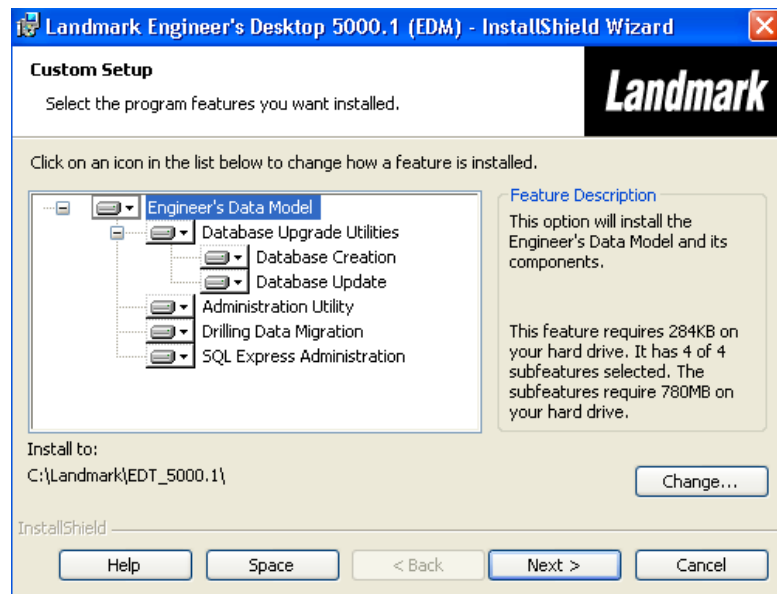 Landmark Engineer's Desktop 5000.1 (EDM) - InstallShield Wizard
Custom Setup
Select the program features you want installed.
Landmark
Click on an icon in the list below to change how a feature is installed.
Engineer's Data Model
Database Upgrade Utilities
Database Creation
Database Update
Administration Utility
Drilling Data Migration
SQL Express Administration
Feature Description
This option will install the
Engineer's Data Model and its
components.
This feature requires 284KB on
your hard drive. It has 4 of 4
subfeatures selected. The
subfeatures require 780MB on
your hard drive.
Install to:
C:\Landmark\EDT_5000.1\
Change...
InstallShield
Help
Space
< Back
Next >
Cancel